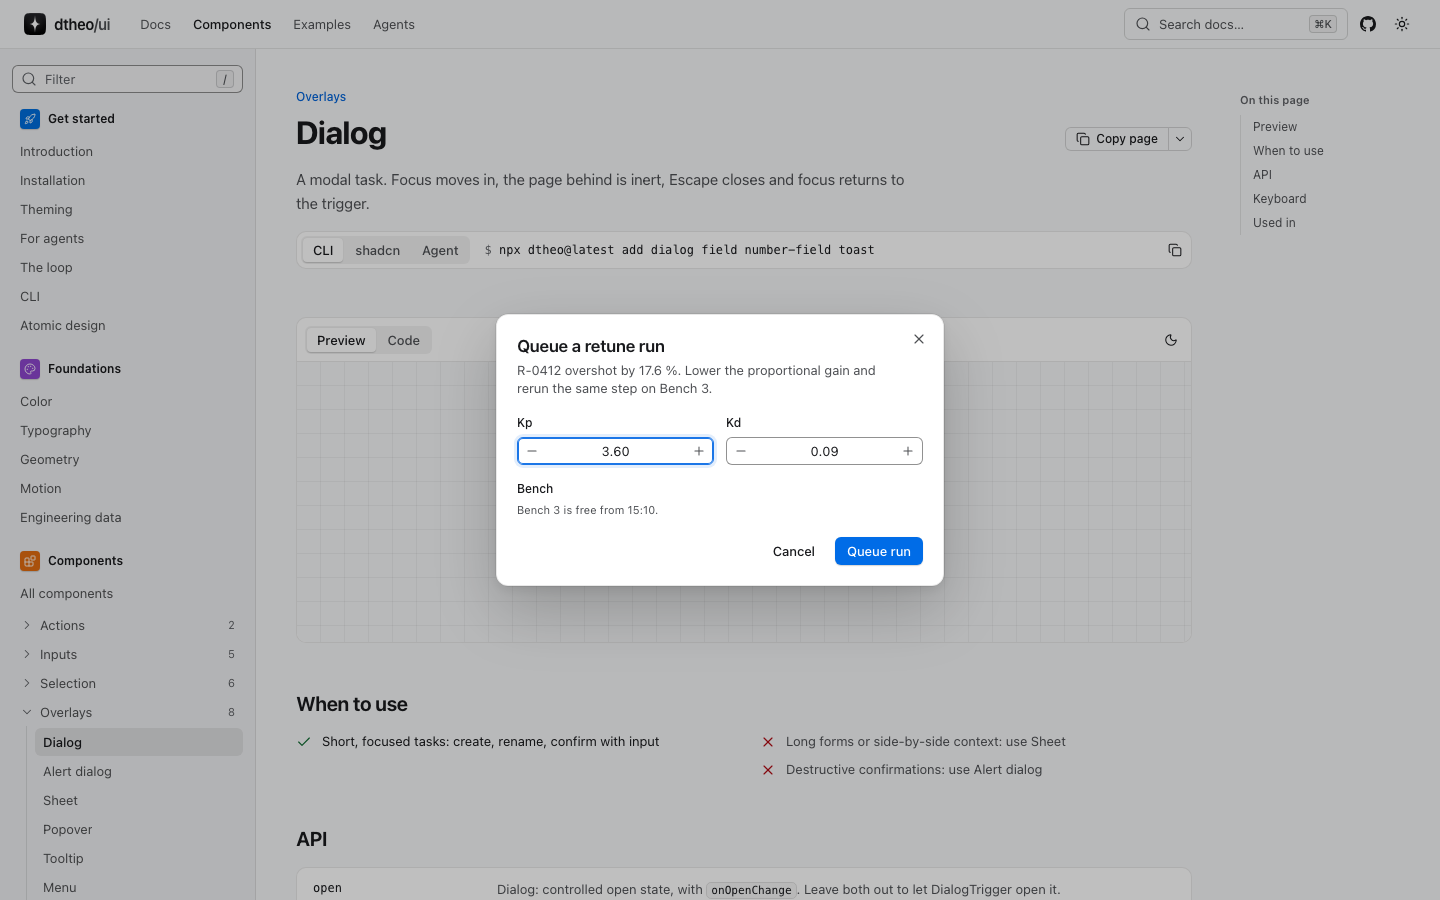 dtheo/ui
Docs
Components
Examples
Agents
Search docs...
⌘K
Filter
/
Get started
Introduction
Installation
Theming
For agents
The loop
CLI
Atomic design
Foundations
Color
Typography
Geometry
Motion
Engineering data
Components
All components
Actions 2
Inputs 5
Selection 6
Overlays 8
Dialog
Alert dialog
Sheet
Popover
Tooltip
Menu
Overlays
Dialog
Copy page
A modal task. Focus moves in, the page behind is inert, Escape closes and focus returns to
the trigger.
CLI
shadcn
Agent
$ npx dtheo@latest add dialog field number-field toast
Preview
Code
Queue a retune run
R-0412 overshot by 17.6 %. Lower the proportional gain and
rerun the same step on Bench 3.
Kp
Kd
3.60
0.09
Bench
Bench 3 is free from 15:10.
Cancel
Queue run
When to use
Short, focused tasks: create, rename, confirm with input
Long forms or side-by-side context: use Sheet
Destructive confirmations: use Alert dialog
API
open
Dialog: controlled open state, with onOpenChange. Leave both out to let DialogTrigger open it.
On this page
Preview
When to use
API
Keyboard
Used in